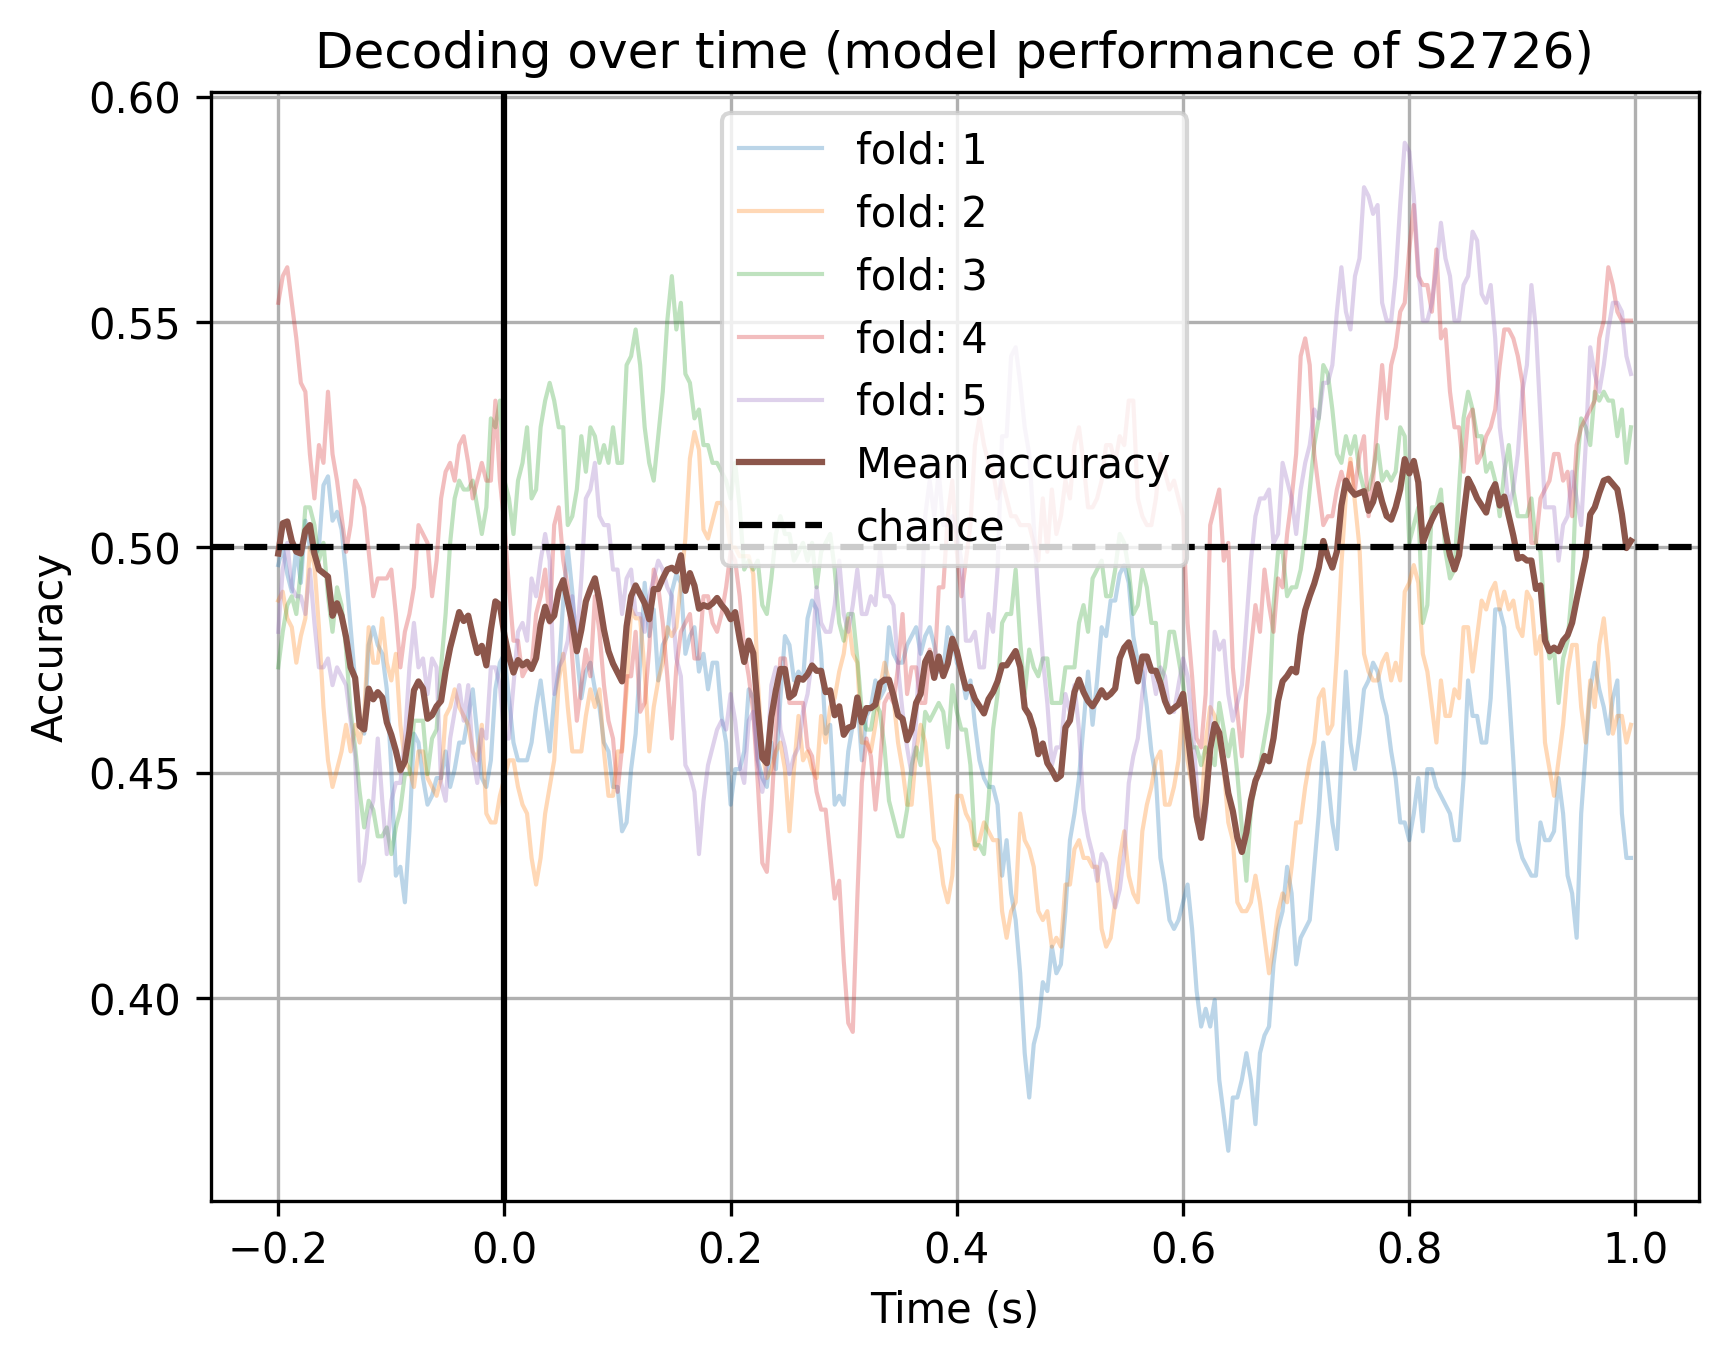 Decoding over time (model performance of S2726)
0.60
0.55
0.50
0.45
0.40
Accuracy
fold: 1
fold: 2
fold: 3
fold: 4
fold: 5
Mean accuracy
chance
−0.2 0.0 0.2 0.4 0.6 0.8 1.0
Time (s)